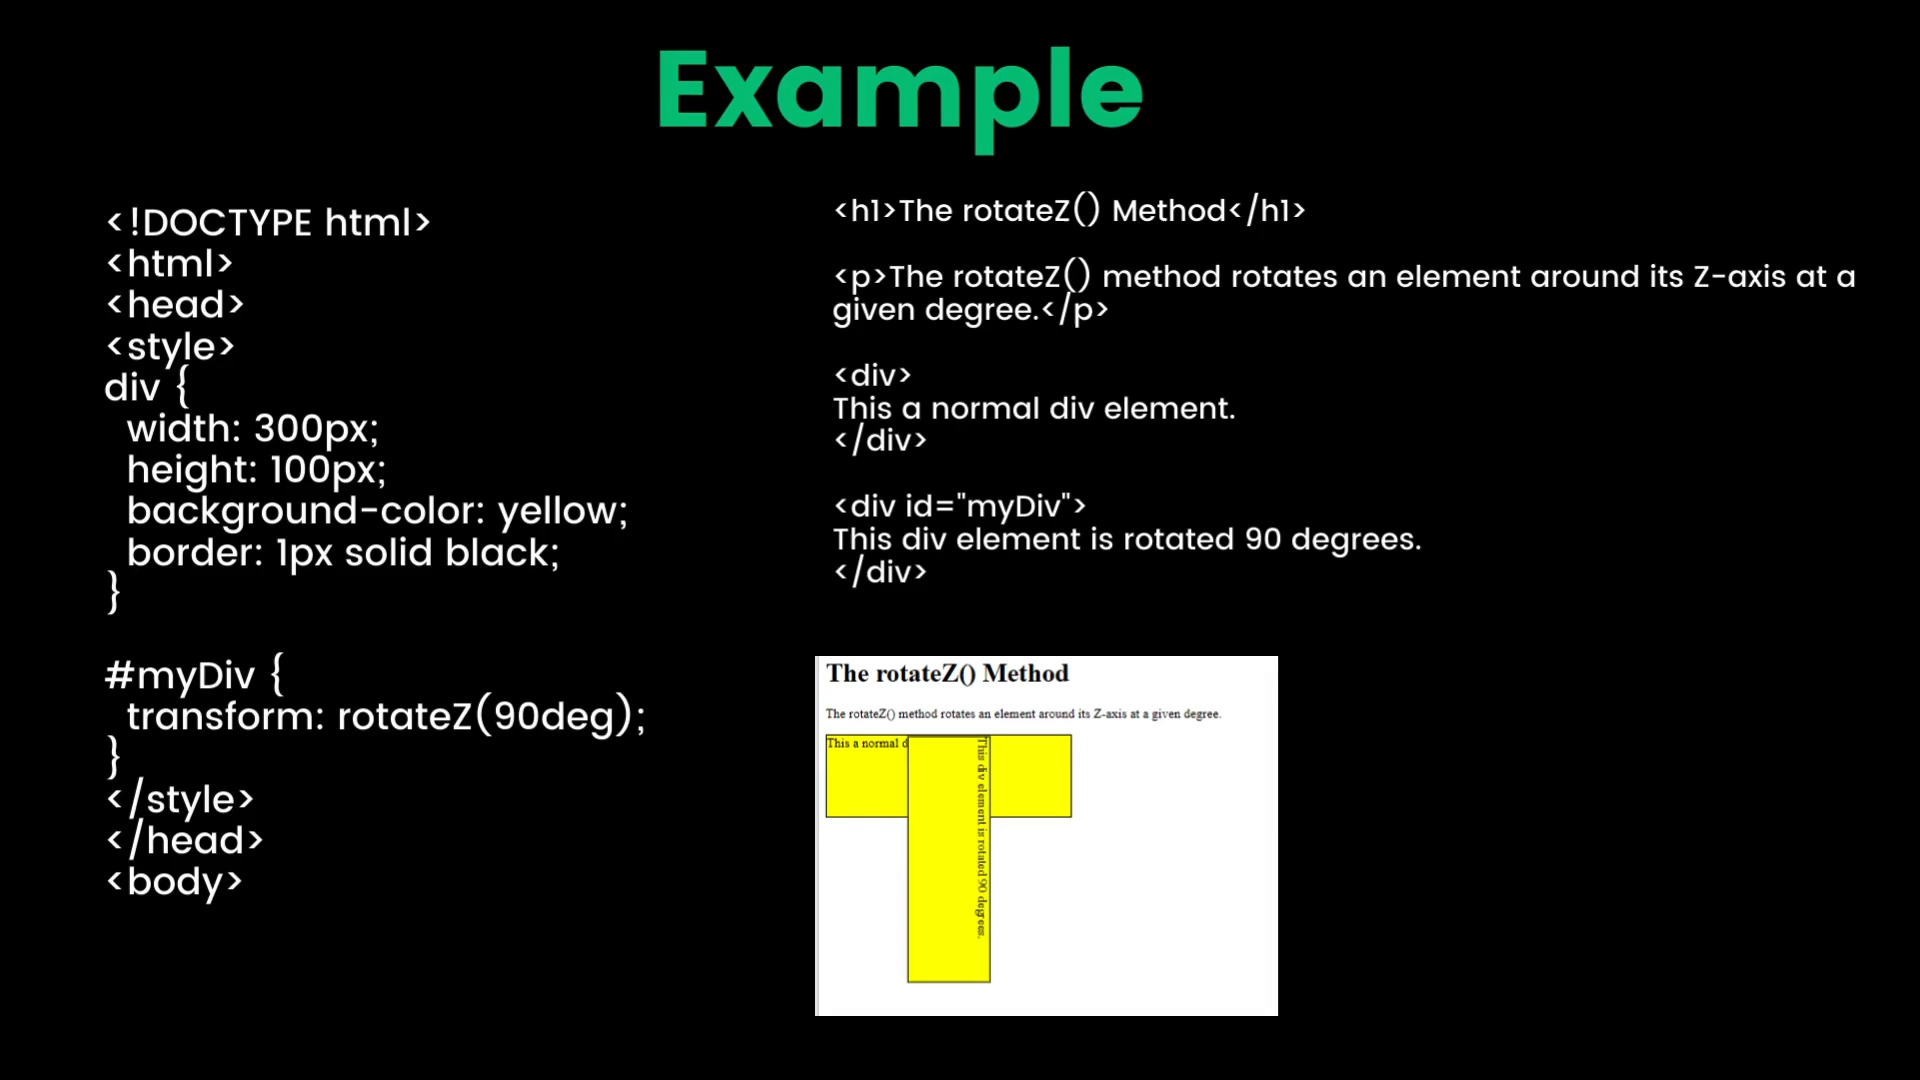 Example
<!DOCTYPE html>
<html>
<head>
<style>
div {
  width: 300px;
  height: 100px;
  background-color: yellow;
  border: 1px solid black;
}

#myDiv {
  transform: rotateZ(90deg);
}
</style>
</head>
<body>
<h1>The rotateZ() Method</h1>

<p>The rotateZ() method rotates an element around its Z-axis at a
given degree.</p>

<div>
This a normal div element.
</div>

<div id="myDiv">
This div element is rotated 90 degrees.
</div>

The rotateZ() Method
The rotateZ() method rotates an element around its Z-axis at a given degree.
This a normal d
This div element is rotated 90 degrees.